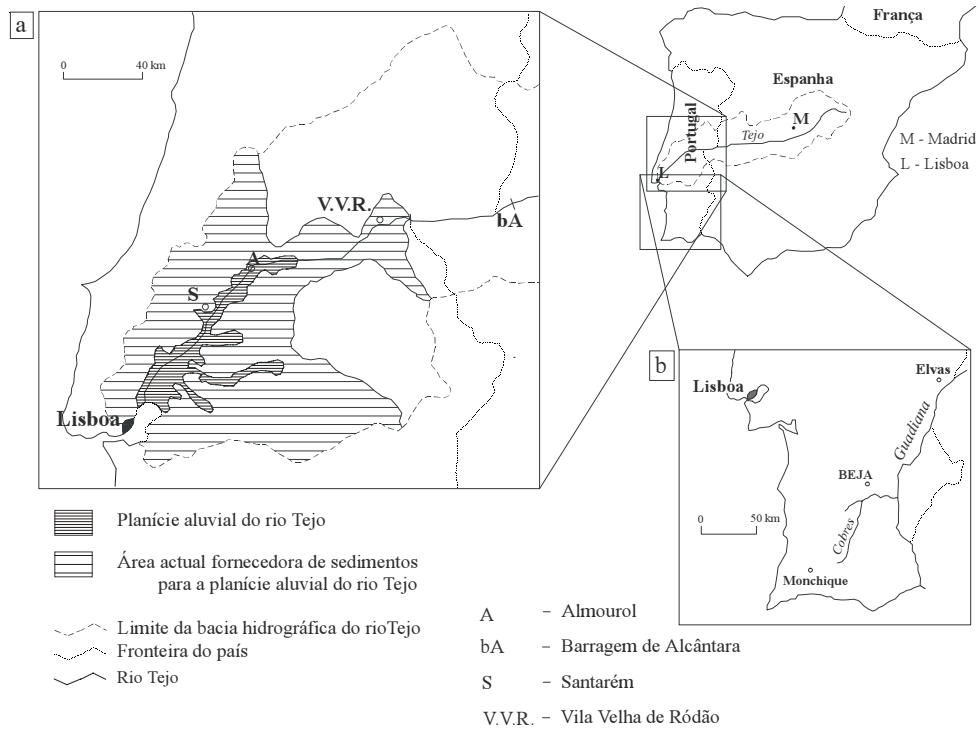 a
0 40 km
V.V.R.
bA
A
S
Lisboa
França
Espanha
Portugal
Tejo
M
L
M - Madrid
L - Lisboa
b
Lisboa
Elvas
Guadiana
BEJA
0 50 km
Cobres
Monchique
Planície aluvial do rio Tejo
Área actual fornecedora de sedimentos
para a planície aluvial do rio Tejo
Limite da bacia hidrográfica do rioTejo
Fronteira do país
Rio Tejo
A – Almourol
bA – Barragem de Alcântara
S – Santarém
V.V.R. – Vila Velha de Ródão